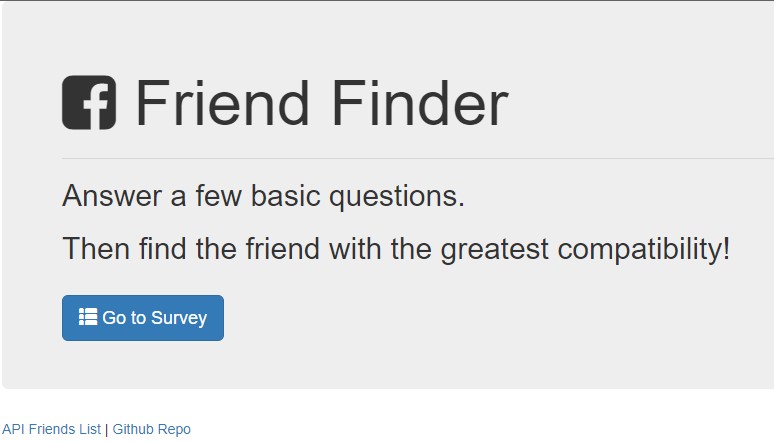 Friend Finder
Answer a few basic questions.
Then find the friend with the greatest compatibility!
Go to Survey
API Friends List | Github Repo